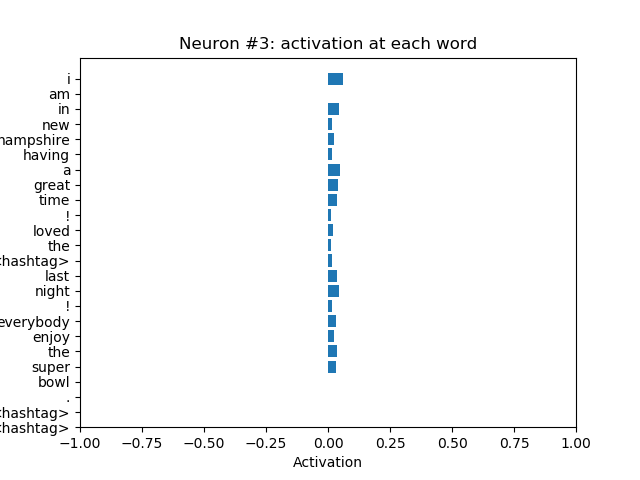 Neuron #3: activation at each word
i
am
in
new
hampshire
having
a
great
time
!
loved
the
hashtag>
last
night
!
everybody
enjoy
the
super
bowl
.
hashtag>
hashtag>
−1.00 −0.75 −0.50 −0.25 0.00 0.25 0.50 0.75 1.00
Activation